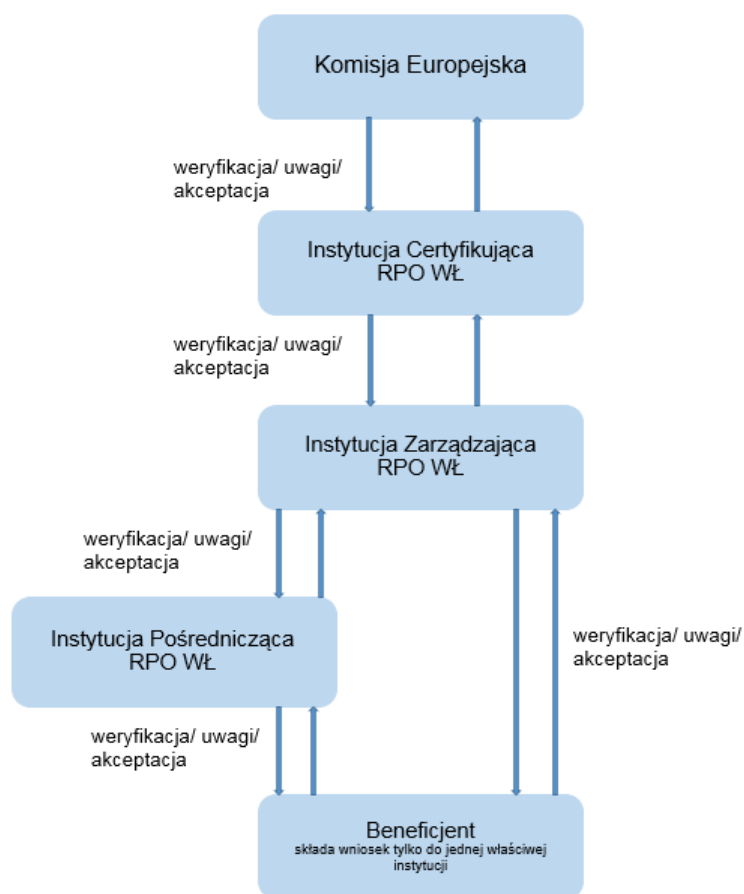 Komisja Europejska
weryfikacja/ uwagi/
akceptacja
Instytucja Certyfikująca
RPO WŁ
weryfikacja/ uwagi/
akceptacja
Instytucja Zarządzająca
RPO WŁ
weryfikacja/ uwagi/
akceptacja
Instytucja Pośrednicząca
RPO WŁ
weryfikacja/ uwagi/
akceptacja
weryfikacja/ uwagi/
akceptacja
Beneficjent
składa wniosek tylko do jednej właściwej
instytucji